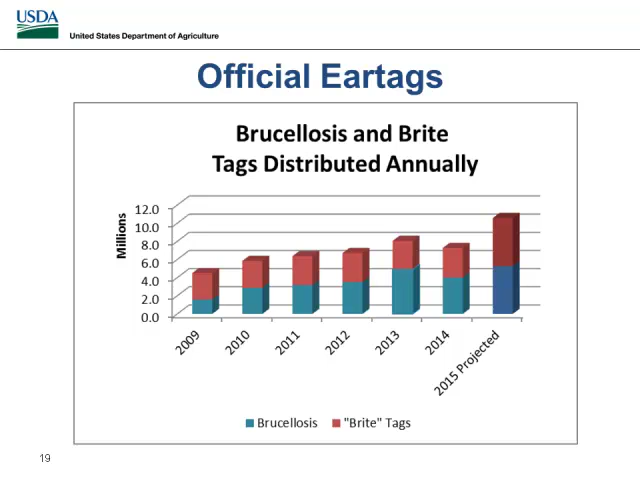 USDA
United States Department of Agriculture
Official Eartags
Brucellosis and Brite
Tags Distributed Annually
Millions
12.0
10.0
8.0
6.0
4.0
2.0
0.0
2009
2010
2011
2012
2013
2014
2015 Projected
Brucellosis
"Brite" Tags
19